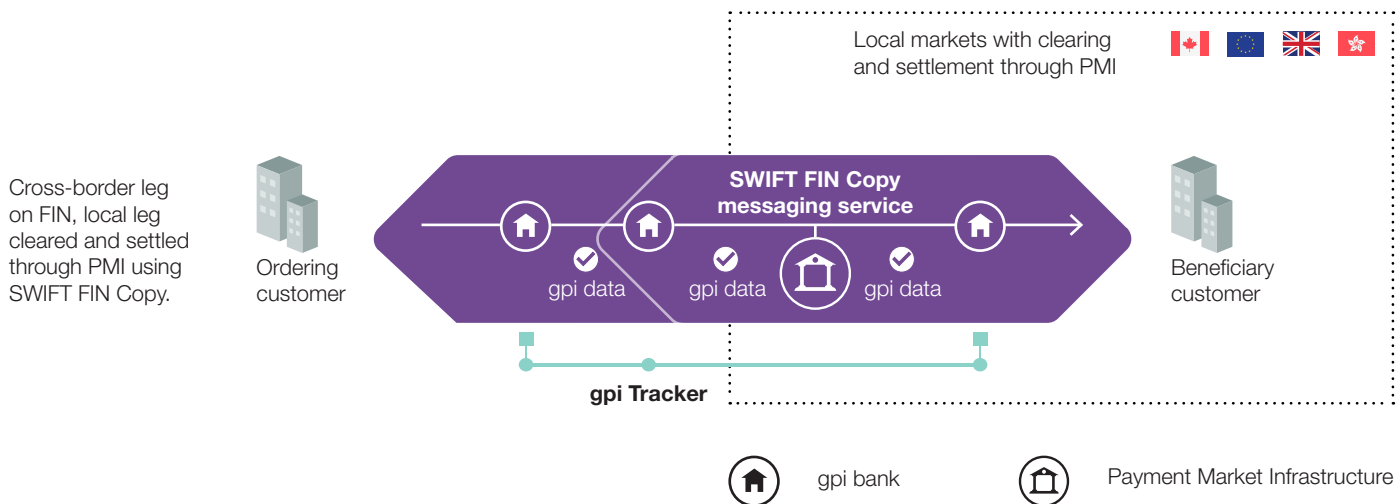 Local markets with clearing
and settlement through PMI
Cross-border leg
on FIN, local leg
cleared and settled
through PMI using
SWIFT FIN Copy.
Ordering
customer
SWIFT FIN Copy
messaging service
gpi data
gpi data
gpi data
Beneficiary
customer
gpi Tracker
gpi bank
Payment Market Infrastructure